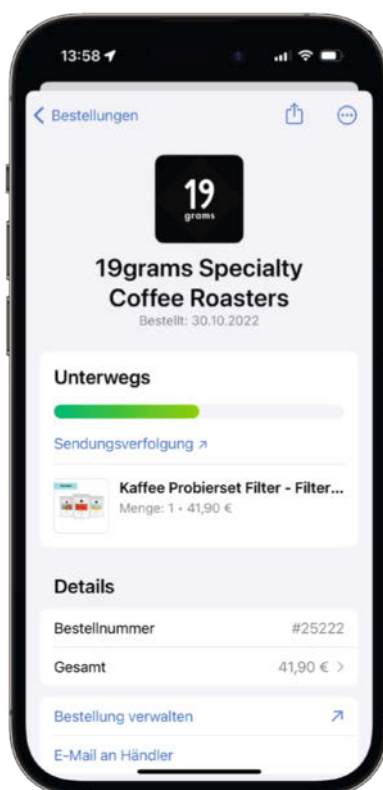 13:58
Bestellungen
19
grams
19grams Specialty
Coffee Roasters
Bestellt: 30.10.2022
Unterwegs
Sendungsverfolgung ↗
Kaffee Probierset Filter - Filter...
Menge: 1 • 41,90 €
Details
Bestellnummer #25222
Gesamt 41,90 € >
Bestellung verwalten ↗
E-Mail an Händler